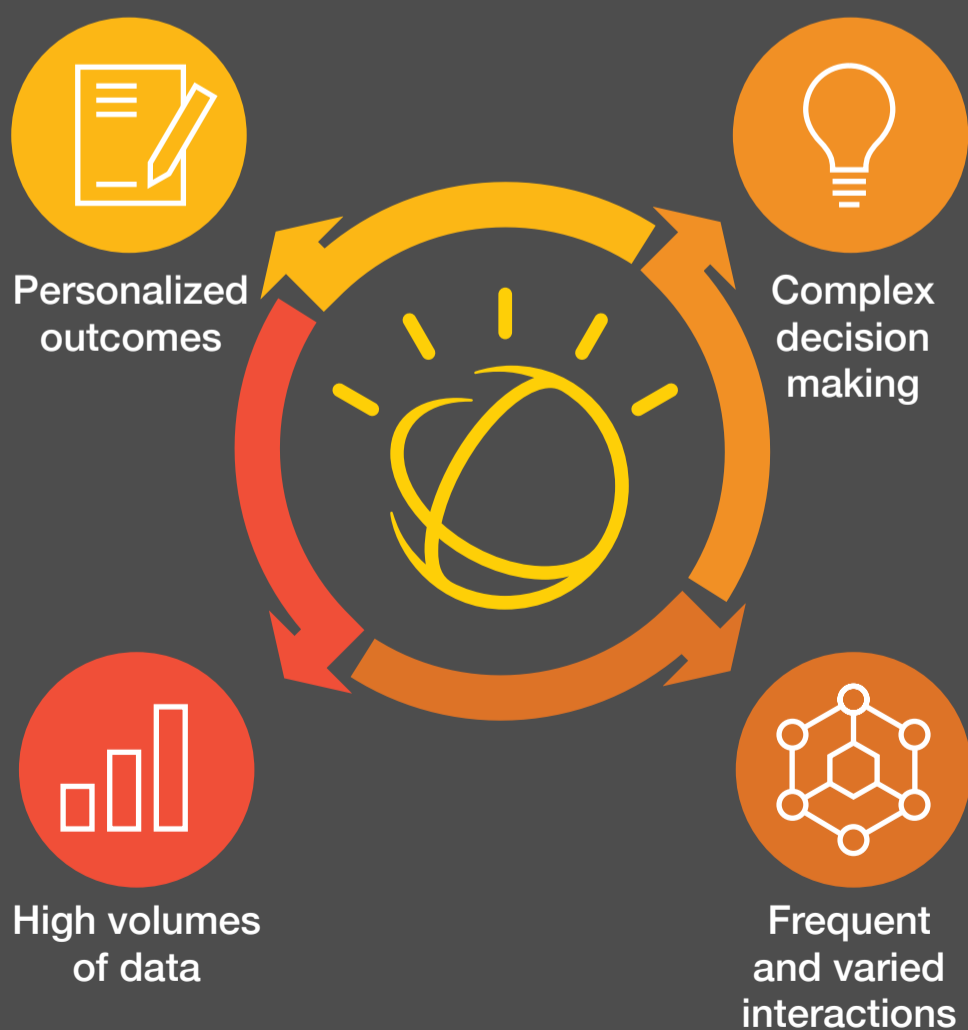 Personalized
outcomes
Complex
decision
making
High volumes
of data
Frequent
and varied
interactions